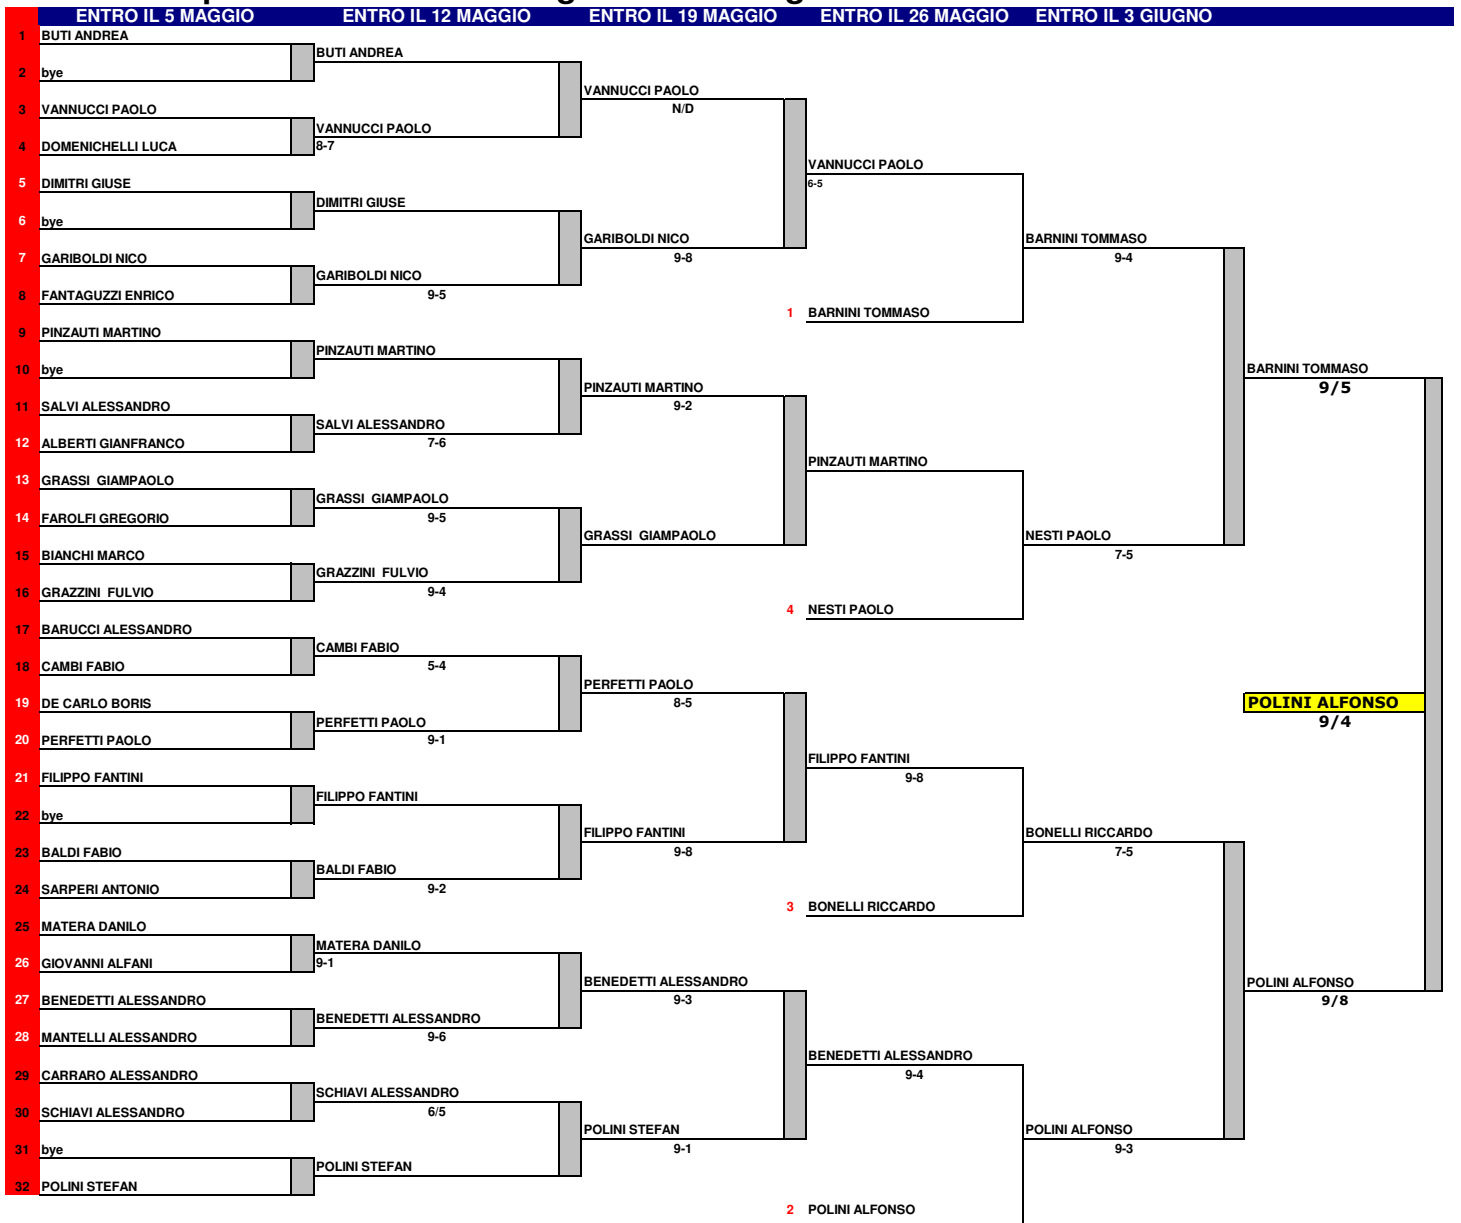 ENTRO IL 5 MAGGIO ENTRO IL 12 MAGGIO ENTRO IL 19 MAGGIO ENTRO IL 26 MAGGIO ENTRO IL 3 GIUGNO
1 BUTI ANDREA
BUTI ANDREA
2 bye
VANNUCCI PAOLO
3 VANNUCCI PAOLO N/D
VANNUCCI PAOLO
4 DOMENICHELLI LUCA 8-7
VANNUCCI PAOLO
5 DIMITRI GIUSE 6-5
DIMITRI GIUSE
6 bye
GARIBOLDI NICO BARNINI TOMMASO
7 GARIBOLDI NICO 9-8 9-4
GARIBOLDI NICO
8 FANTAGUZZI ENRICO 9-5
1 BARNINI TOMMASO
9 PINZAUTI MARTINO
PINZAUTI MARTINO
10 bye BARNINI TOMMASO
PINZAUTI MARTINO 9/5
11 SALVI ALESSANDRO 9-2
SALVI ALESSANDRO
12 ALBERTI GIANFRANCO 7-6
PINZAUTI MARTINO
13 GRASSI GIAMPAOLO
GRASSI GIAMPAOLO
14 FAROLFI GREGORIO 9-5
GRASSI GIAMPAOLO NESTI PAOLO
15 BIANCHI MARCO 7-5
GRAZZINI FULVIO
16 GRAZZINI FULVIO 9-4
4 NESTI PAOLO
17 BARUCCI ALESSANDRO
CAMBI FABIO
18 CAMBI FABIO 5-4
PERFETTI PAOLO
19 DE CARLO BORIS 8-5 POLINI ALFONSO
PERFETTI PAOLO 9/4
20 PERFETTI PAOLO 9-1
FILIPPO FANTINI
21 FILIPPO FANTINI 9-8
FILIPPO FANTINI
22 bye
FILIPPO FANTINI BONELLI RICCARDO
23 BALDI FABIO 9-8 7-5
BALDI FABIO
24 SARPERI ANTONIO 9-2
3 BONELLI RICCARDO
25 MATERA DANILO
MATERA DANILO
26 GIOVANNI ALFANI 9-1
BENEDETTI ALESSANDRO POLINI ALFONSO
27 BENEDETTI ALESSANDRO 9-3 9/8
BENEDETTI ALESSANDRO
28 MANTELLI ALESSANDRO 9-6
BENEDETTI ALESSANDRO
29 CARRARO ALESSANDRO 9-4
SCHIAVI ALESSANDRO
30 SCHIAVI ALESSANDRO 6/5
POLINI STEFAN POLINI ALFONSO
31 bye 9-1 9-3
POLINI STEFAN
32 POLINI STEFAN
2 POLINI ALFONSO